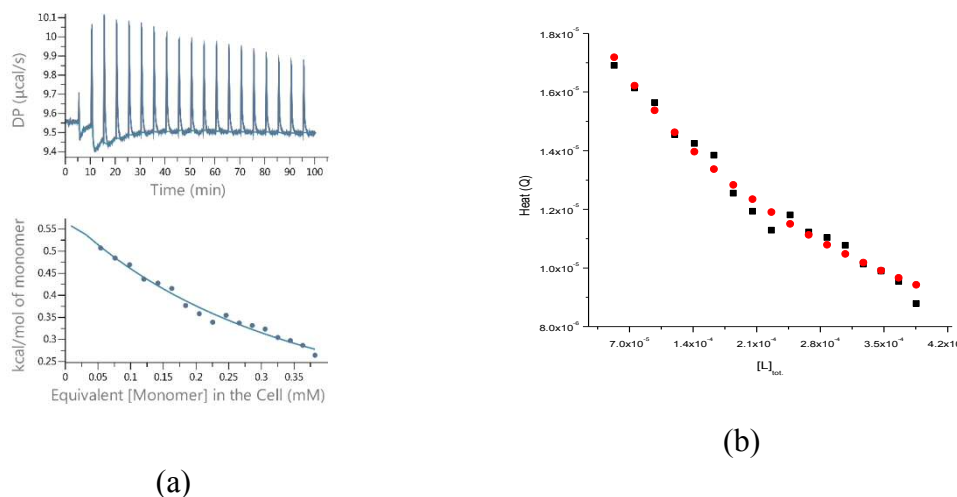 10.1
10
9.9
9.8
9.7
9.6
9.5
9.4
DP (μcal/s)
0 10 20 30 40 50 60 70 80 90 100
Time (min)
0.55
0.5
0.45
0.4
0.35
0.3
0.25
kcal/mol of monomer
0 0.05 0.1 0.15 0.2 0.25 0.3 0.35
Equivalent [Monomer] in the Cell (mM)
(a)
1.8x10⁻⁵
1.6x10⁻⁵
1.4x10⁻⁵
1.2x10⁻⁵
1.0x10⁻⁵
8.0x10⁻⁶
Heat (Q)
7.0x10⁻⁵ 1.4x10⁻⁴ 2.1x10⁻⁴ 2.8x10⁻⁴ 3.5x10⁻⁴ 4.2x10⁻⁴
[L]tot.
(b)